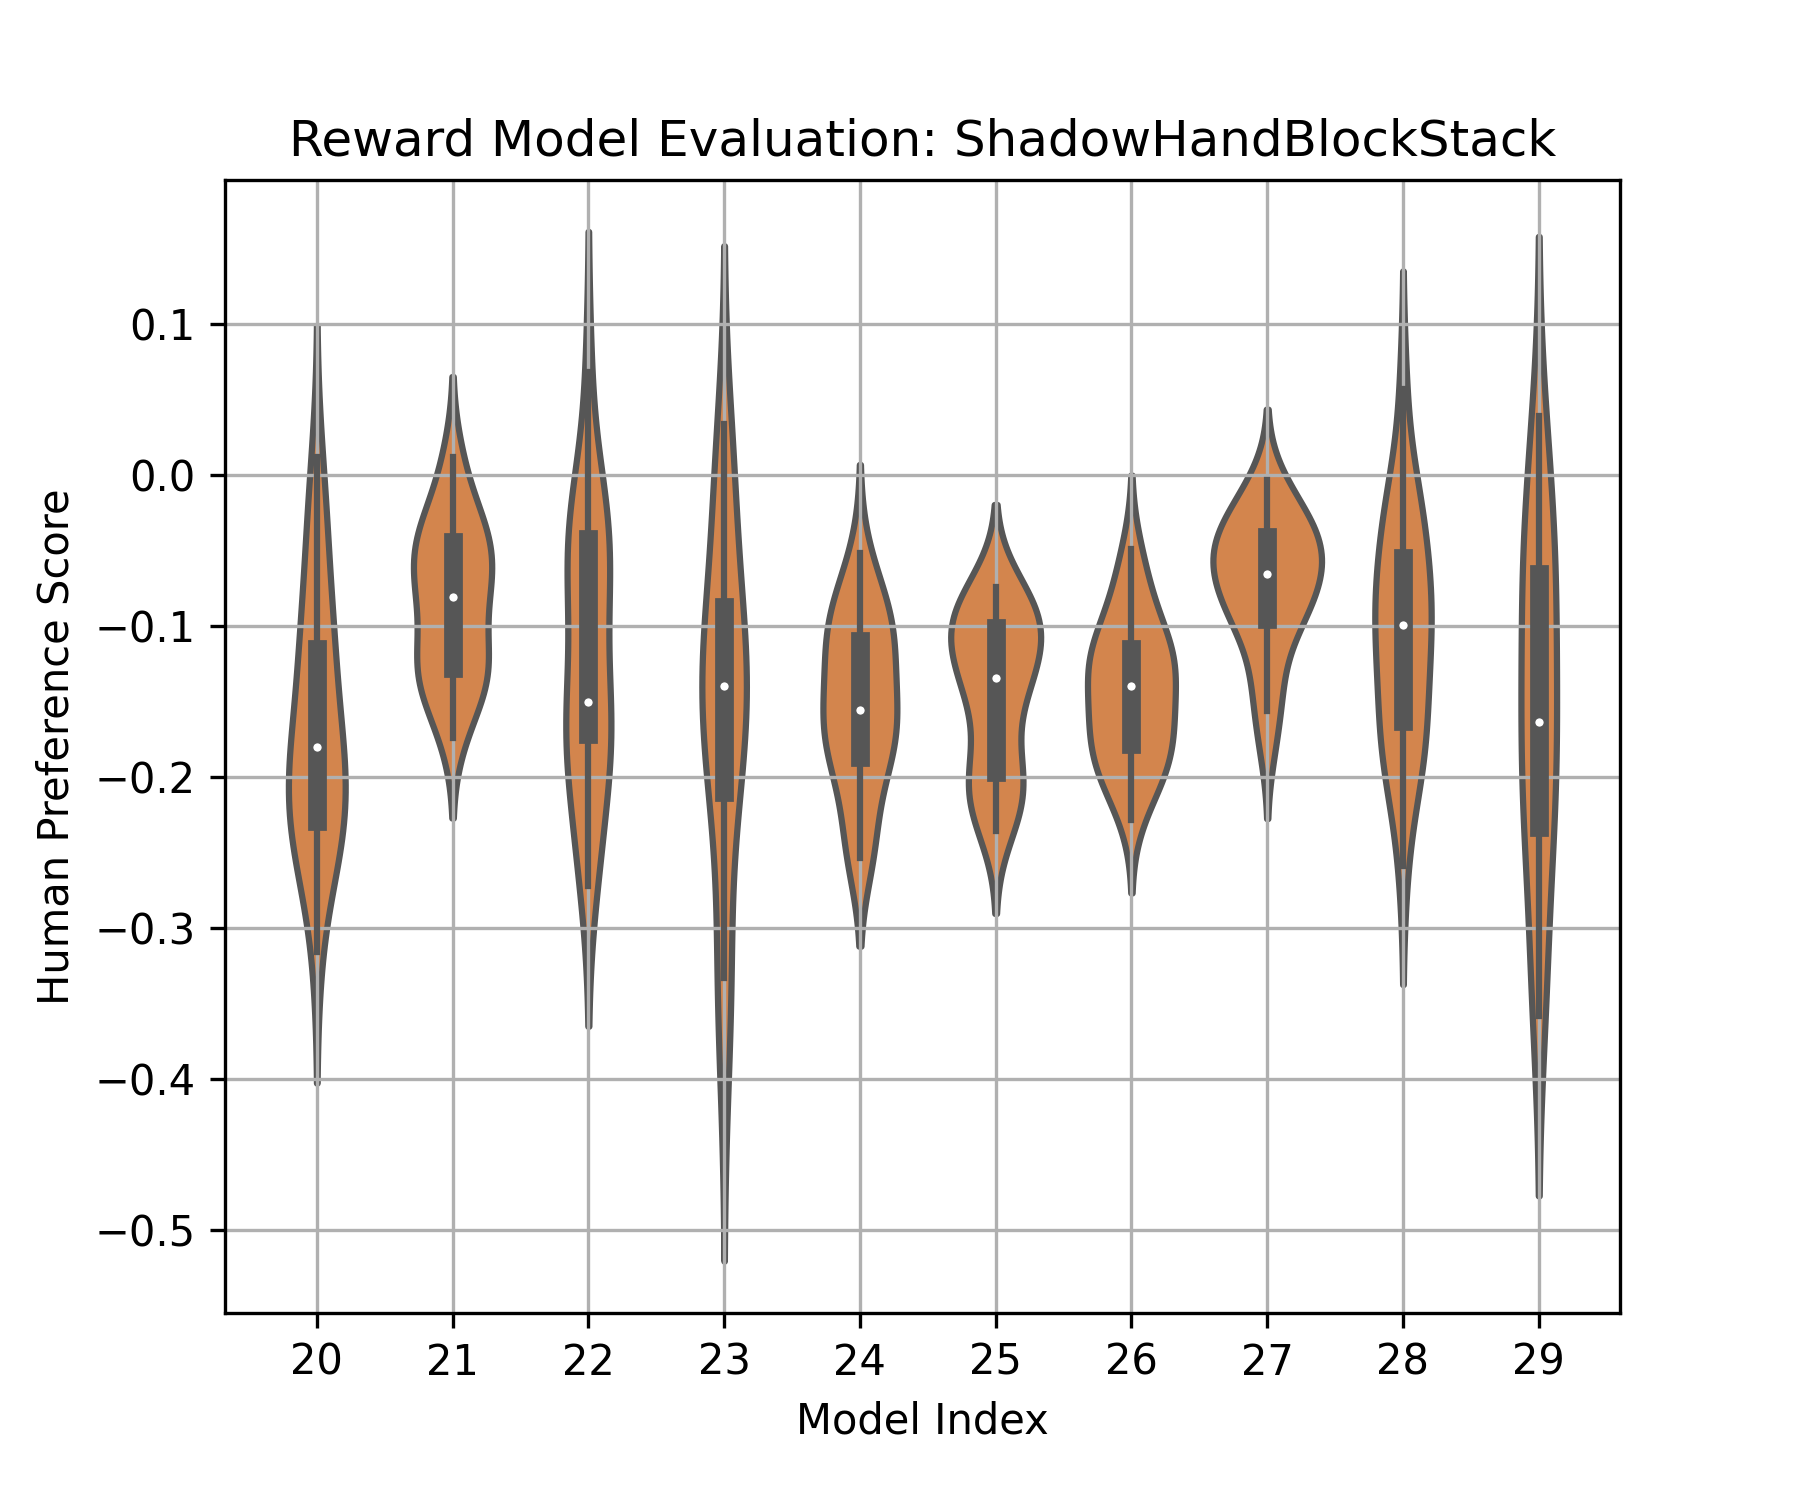 Reward Model Evaluation: ShadowHandBlockStack
Human Preference Score
0.1
0.0
−0.1
−0.2
−0.3
−0.4
−0.5
20 21 22 23 24 25 26 27 28 29
Model Index